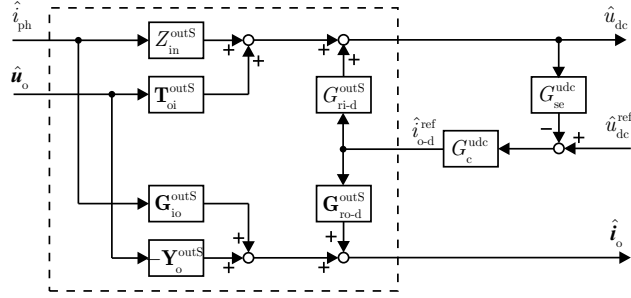 î_ph
Z_in^outS
+
+
+
+
û_dc
û_o
T_oi^outS
G_ri-d^outS
G_se^udc
î_o-d^ref
−
+
û_dc^ref
G_c^udc
G_io^outS
G_ro-d^outS
+
+
î_o
−Y_o^outS
+
+